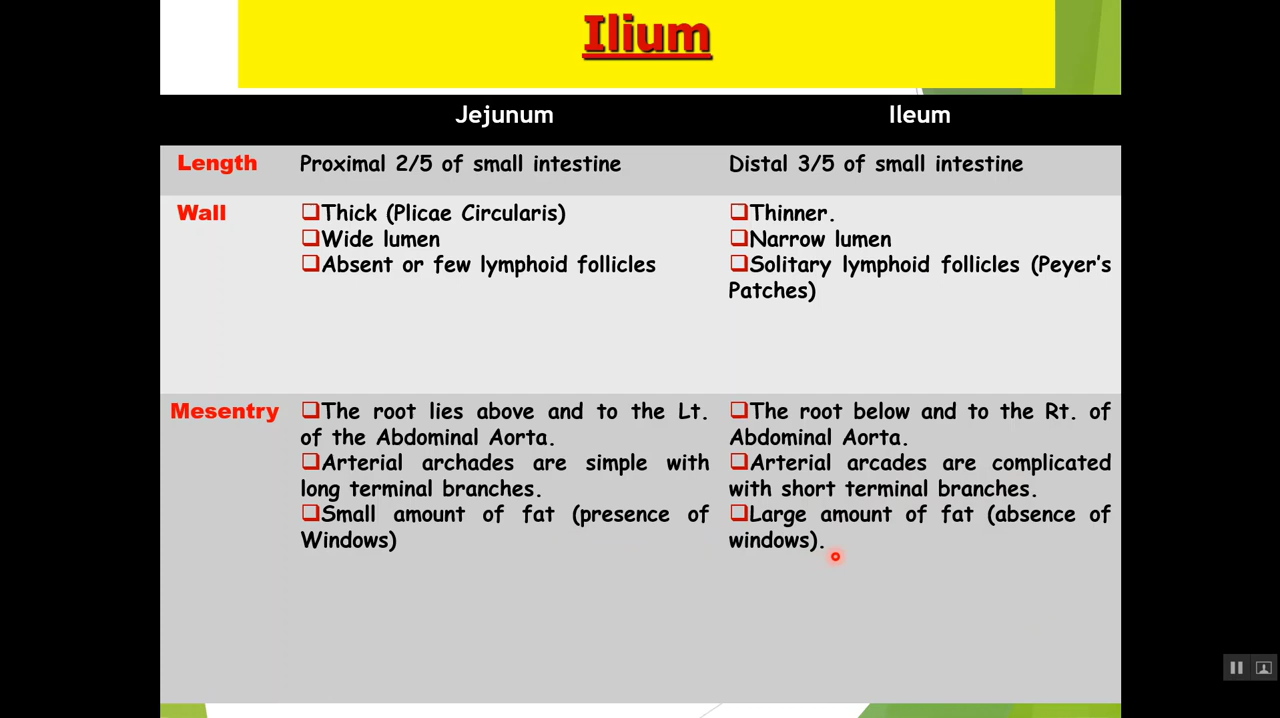 Ilium
Jejunum Ileum
Length Proximal 2/5 of small intestine Distal 3/5 of small intestine
Wall
❑Thick (Plicae Circularis)
❑Wide lumen
❑Absent or few lymphoid follicles
❑Thinner.
❑Narrow lumen
❑Solitary lymphoid follicles (Peyer's
Patches)
Mesentry
❑The root lies above and to the Lt.
of the Abdominal Aorta.
❑Arterial archades are simple with
long terminal branches.
❑Small amount of fat (presence of
Windows)
❑The root below and to the Rt. of
Abdominal Aorta.
❑Arterial arcades are complicated
with short terminal branches.
❑Large amount of fat (absence of
windows).